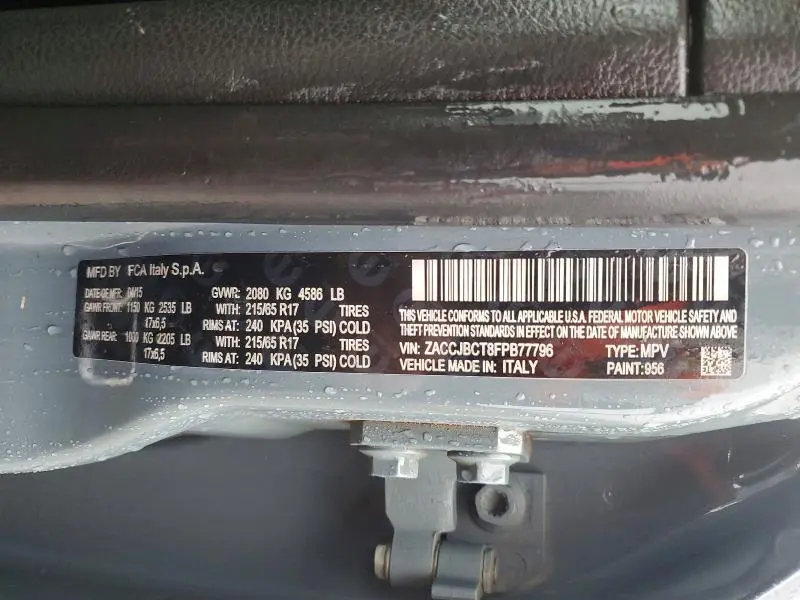 MFD BY FCA Italy S.p.A.
DATE OF MFR: 04/15 GVWR: 2080 KG 4586 LB
GAWR FRONT: 1150 KG 2535 LB WITH: 215/65 R17 TIRES
17x6,5 RIMS AT: 240 KPA (35 PSI) COLD
GAWR REAR: 1000 KG 2205 LB WITH: 215/65 R17 TIRES
17x6,5 RIMS AT: 240 KPA (35 PSI) COLD
THIS VEHICLE CONFORMS TO ALL APPLICABLE U.S.A. FEDERAL MOTOR VEHICLE SAFETY AND
THEFT PREVENTION STANDARDS IN EFFECT ON THE DATE OF MANUFACTURE SHOWN ABOVE
VIN: ZACCJBCT8FPB77796 TYPE: MPV
VEHICLE MADE IN: ITALY PAINT: 956